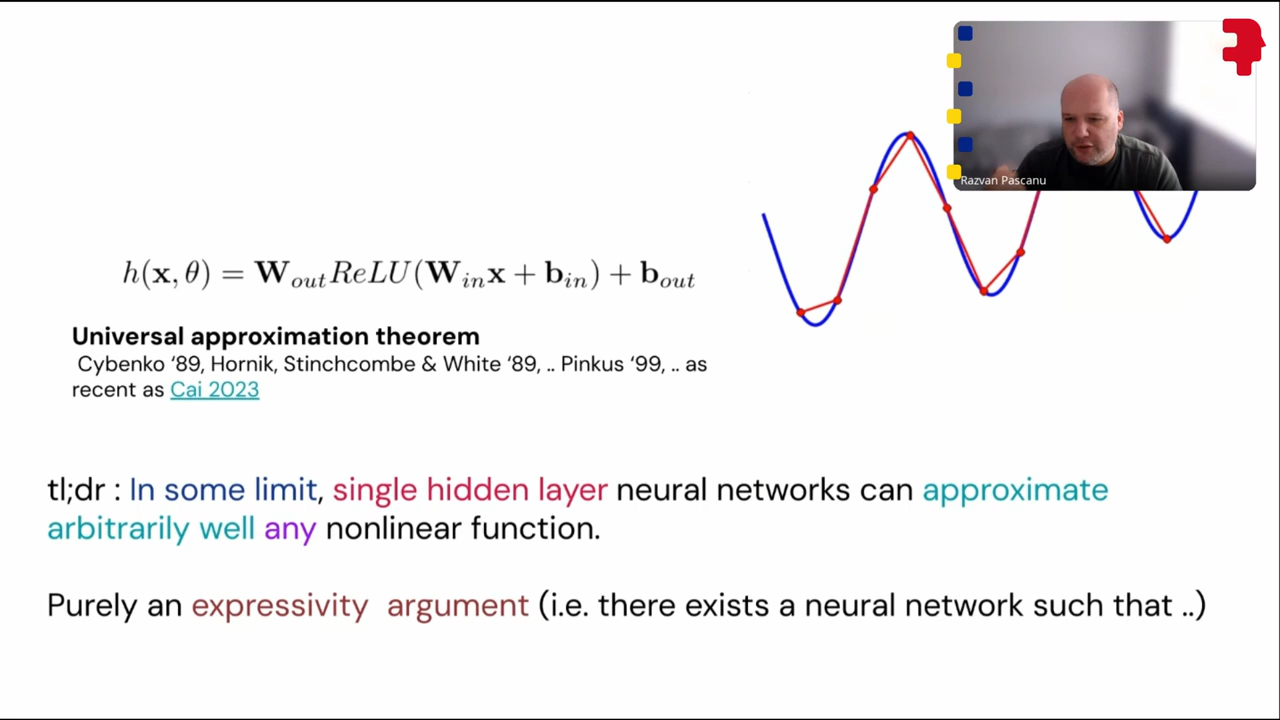 Razvan Pascanu
h(x, θ) = W_out ReLU(W_in x + b_in) + b_out
Universal approximation theorem
Cybenko ‘89, Hornik, Stinchcombe & White ‘89, .. Pinkus ‘99, .. as
recent as Cai 2023
tl;dr : In some limit, single hidden layer neural networks can approximate
arbitrarily well any nonlinear function.
Purely an expressivity argument (i.e. there exists a neural network such that ..)